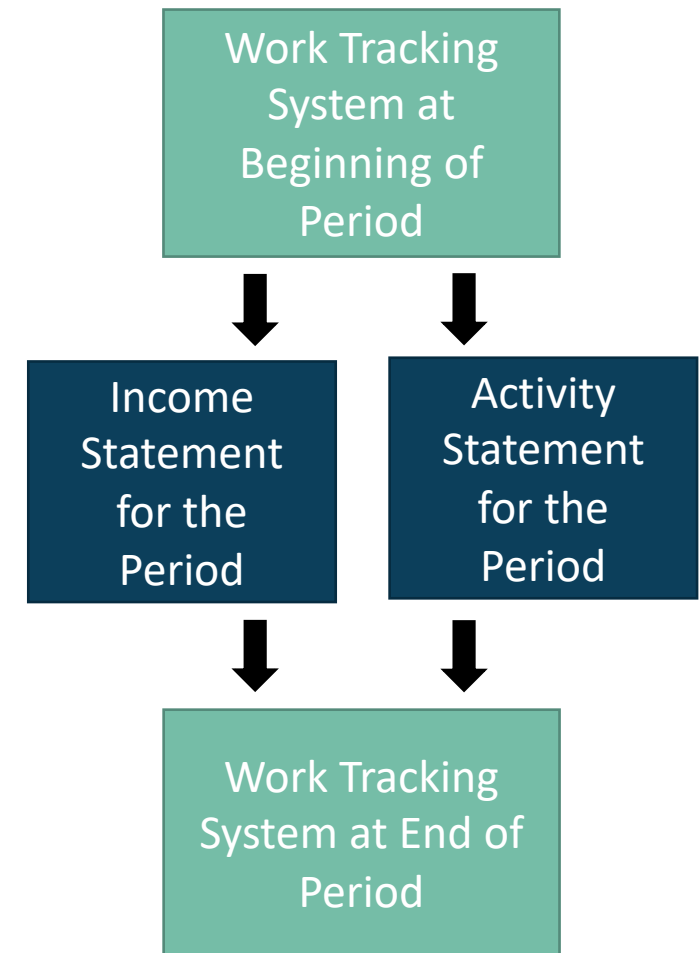 Work Tracking
System at
Beginning of
Period
Income
Statement
for the
Period
Activity
Statement
for the
Period
Work Tracking
System at End of
Period